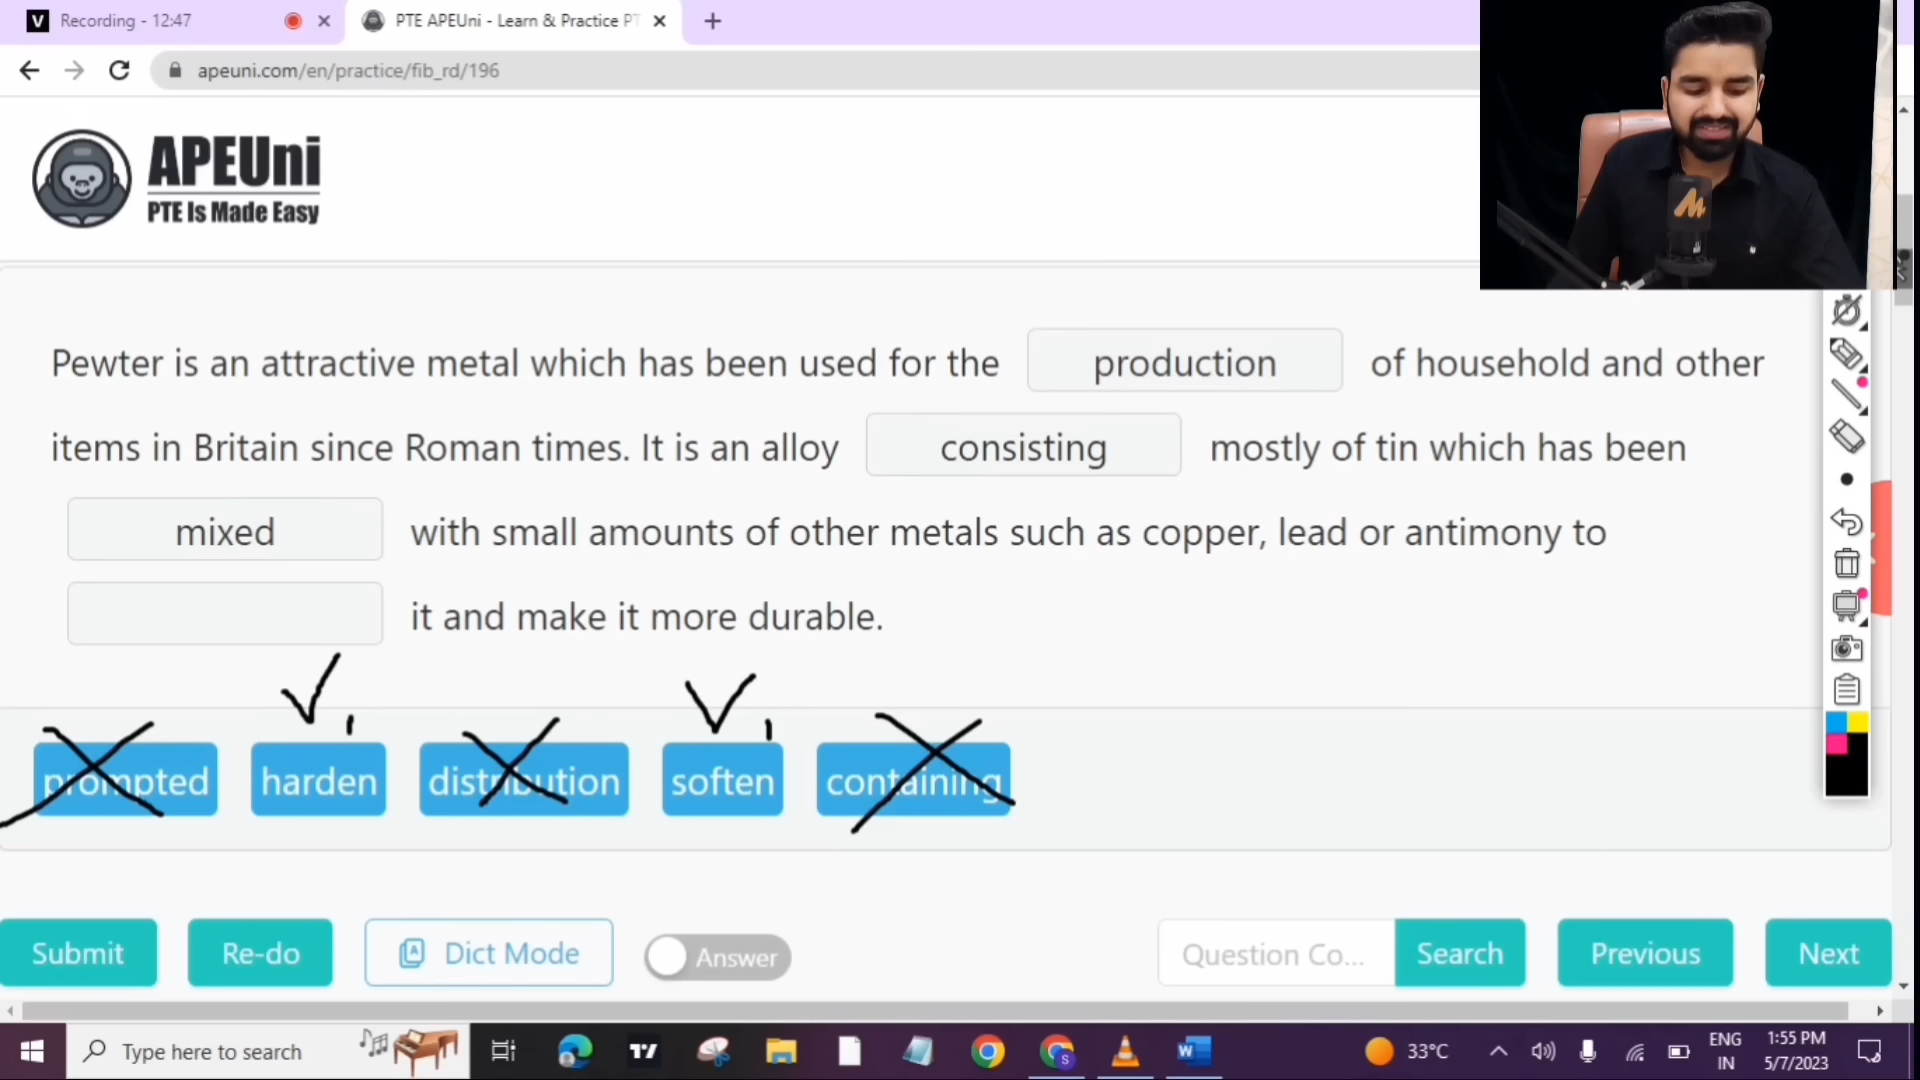 V Recording - 12:47
PTE APEUni - Learn & Practice PT
apeuni.com/en/practice/fib_rd/196
APEUni
PTE Is Made Easy
Pewter is an attractive metal which has been used for the production of household and other
items in Britain since Roman times. It is an alloy consisting mostly of tin which has been
mixed with small amounts of other metals such as copper, lead or antimony to
it and make it more durable.
prompted harden distribution soften containing
Submit Re-do Dict Mode Answer Question Co... Search Previous Next
Type here to search 33°C ENG 1:55 PM
IN 5/7/2023